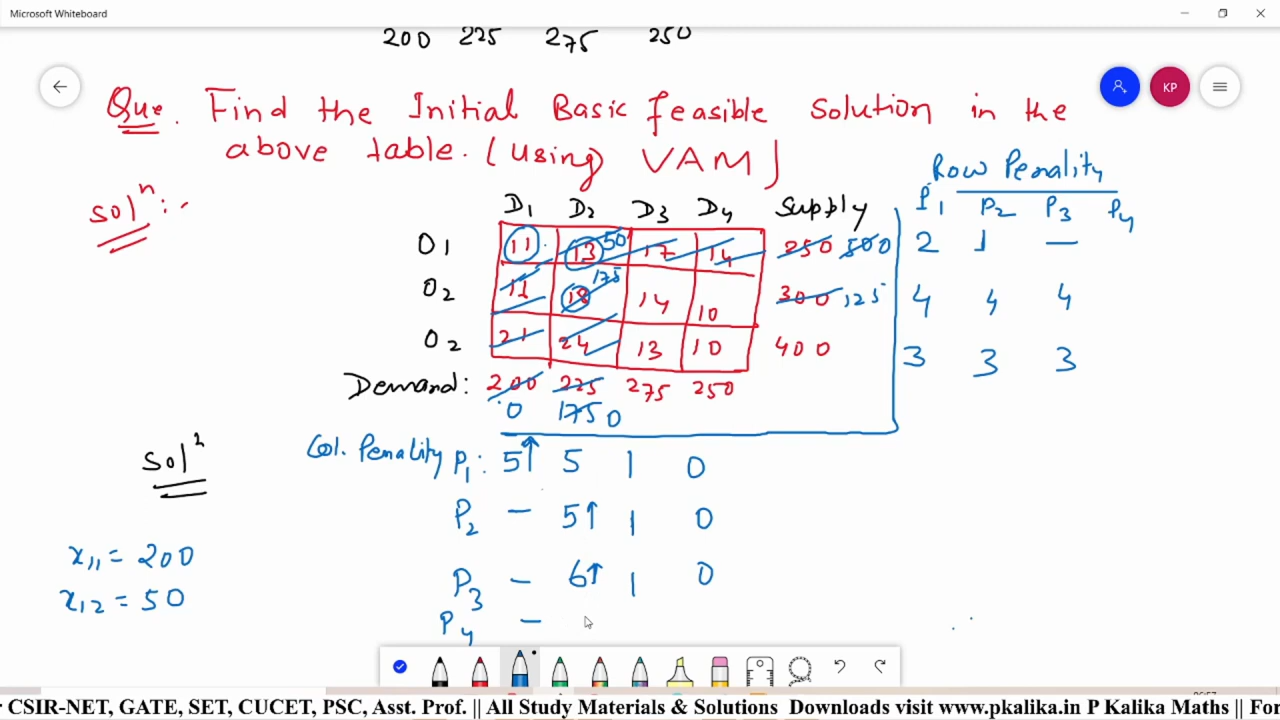 Microsoft Whiteboard
200 225 275 250
KP
Que. Find the Initial Basic feasible Solution in the
above table. (Using VAM)
Row Penality
solⁿ :-
D1 D2 D3 D4 Supply P1 P2 P3 P4
O1 11 13 50 17 14 250 500 2 1 —
O2 11 18 175 14 10 300 125 4 4 4
O2 21 24 13 10 400 3 3 3
Demand: 200 225 275 250
0 175 0
Col. Penality P1: 5↑ 5 1 0
sol²
P2 – 5↑ 1 0
x11 = 200
P3 – 6↑ 1 0
x12 = 50
P4 –
CSIR-NET, GATE, SET, CUCET, PSC, Asst. Prof. || All Study Materials & Solutions Downloads visit www.pkalika.in P Kalika Maths || For